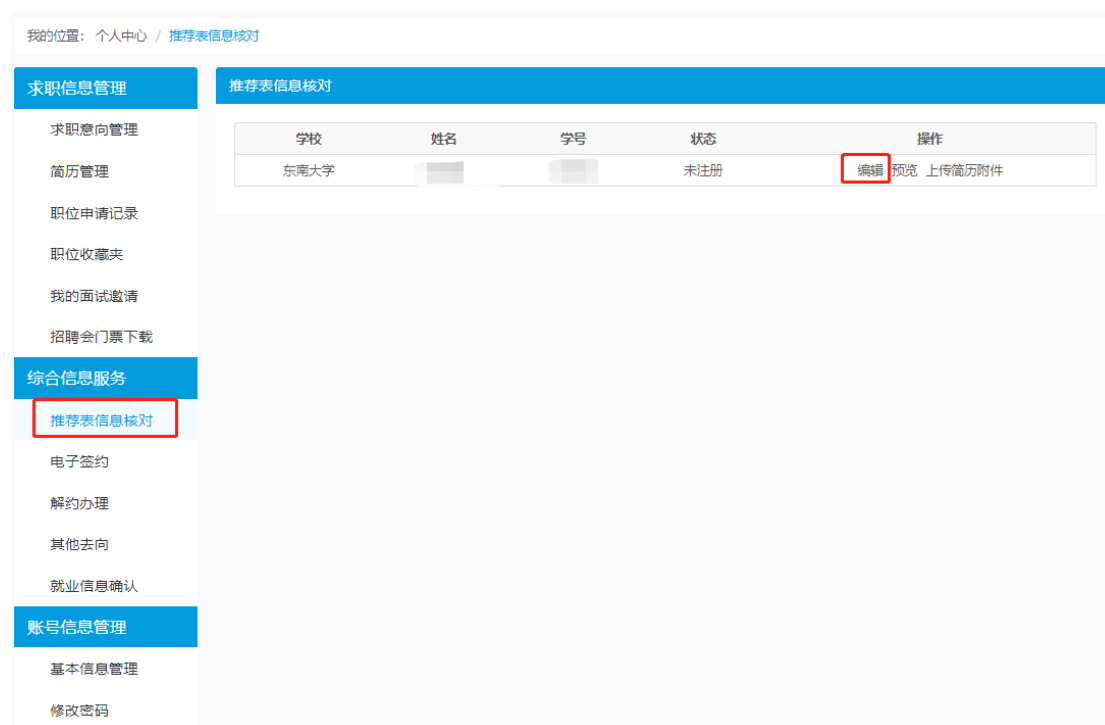 我的位置： 个人中心 / 推荐表信息核对
求职信息管理
求职意向管理
简历管理
职位申请记录
职位收藏夹
我的面试邀请
招聘会门票下载
综合信息服务
推荐表信息核对
电子签约
解约办理
其他去向
就业信息确认
账号信息管理
基本信息管理
修改密码
推荐表信息核对
学校 姓名 学号 状态 操作
东南大学 未注册 编辑 预览 上传简历附件